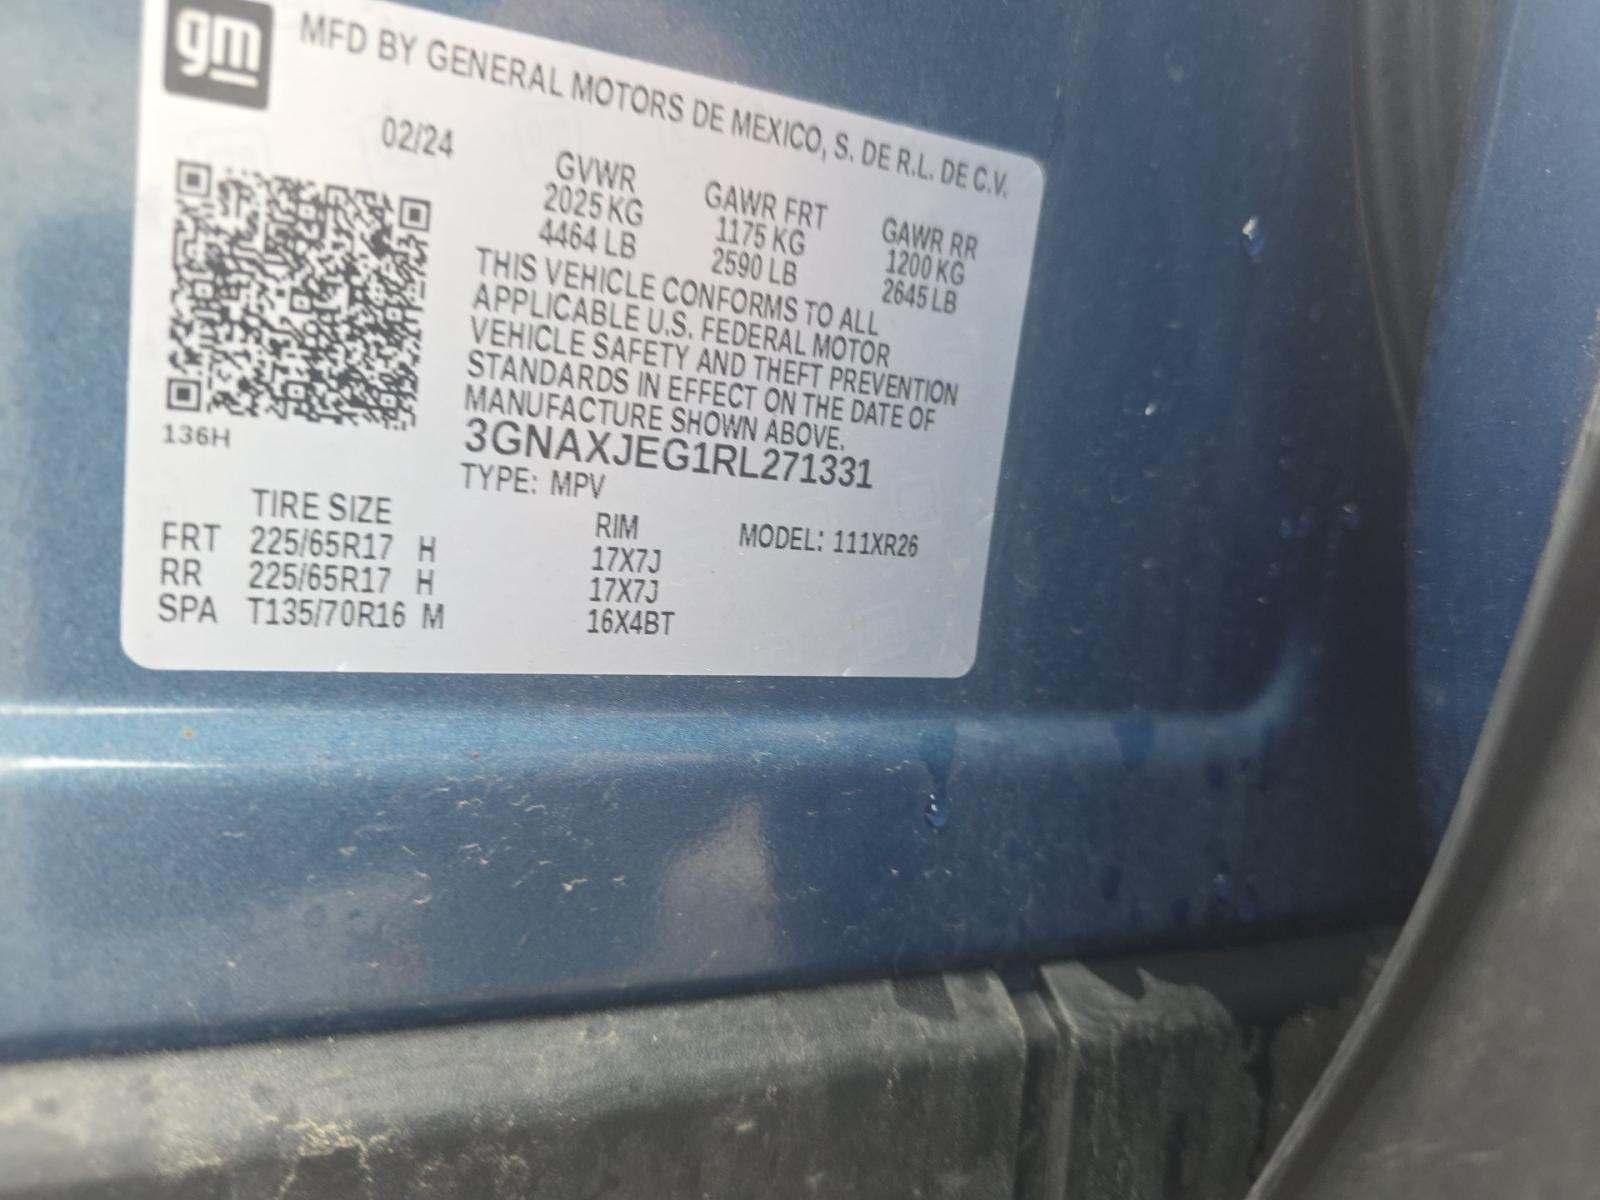 gm
MFD BY GENERAL MOTORS DE MEXICO, S. DE R.L. DE C.V.
02/24
GVWR GAWR FRT GAWR RR
2025 KG 1175 KG 1200 KG
4464 LB 2590 LB 2645 LB
THIS VEHICLE CONFORMS TO ALL
APPLICABLE U.S. FEDERAL MOTOR
VEHICLE SAFETY AND THEFT PREVENTION
STANDARDS IN EFFECT ON THE DATE OF
MANUFACTURE SHOWN ABOVE.
136H
3GNAXJEG1RL271331
TYPE: MPV
TIRE SIZE RIM MODEL: 111XR26
FRT 225/65R17 H 17X7J
RR 225/65R17 H 17X7J
SPA T135/70R16 M 16X4BT